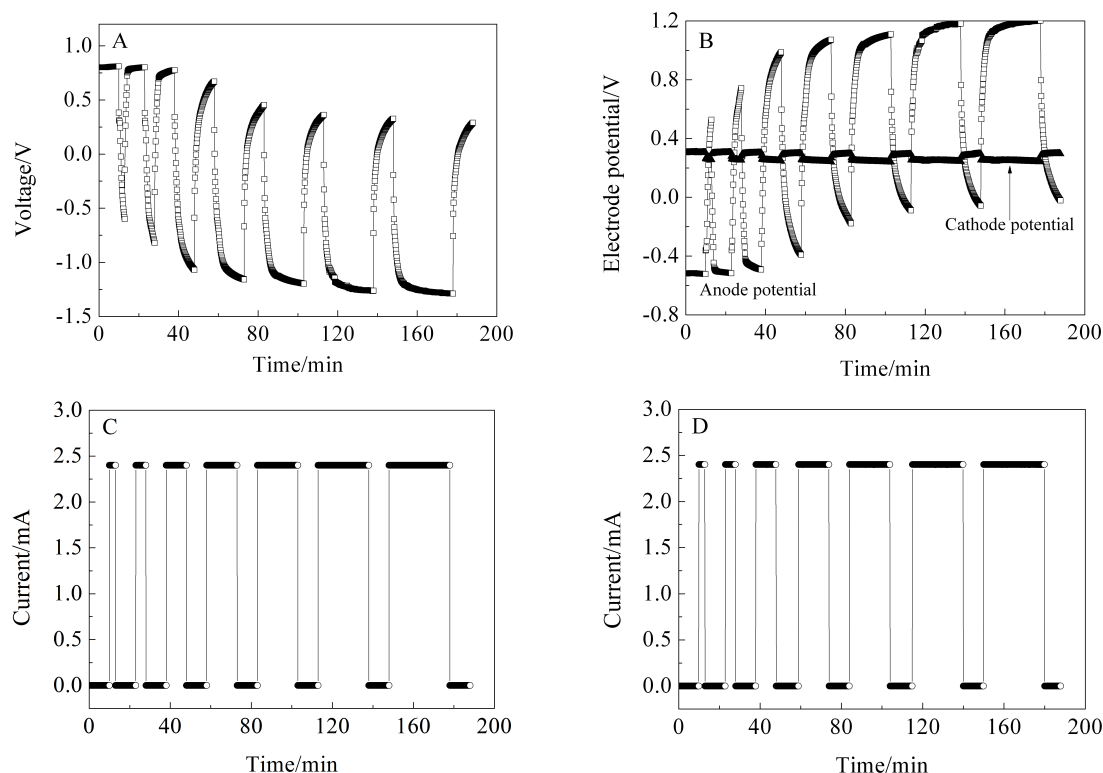 A
1.0
0.5
0.0
-0.5
-1.0
-1.5
Voltage/V
0 40 80 120 160 200
Time/min
B
1.2
0.8
0.4
0.0
-0.4
-0.8
Electrode potential/V
Cathode potential
Anode potential
0 40 80 120 160 200
Time/min
C
3.0
2.5
2.0
1.5
1.0
0.5
0.0
Current/mA
0 40 80 120 160 200
Time/min
D
3.0
2.5
2.0
1.5
1.0
0.5
0.0
Current/mA
0 40 80 120 160 200
Time/min